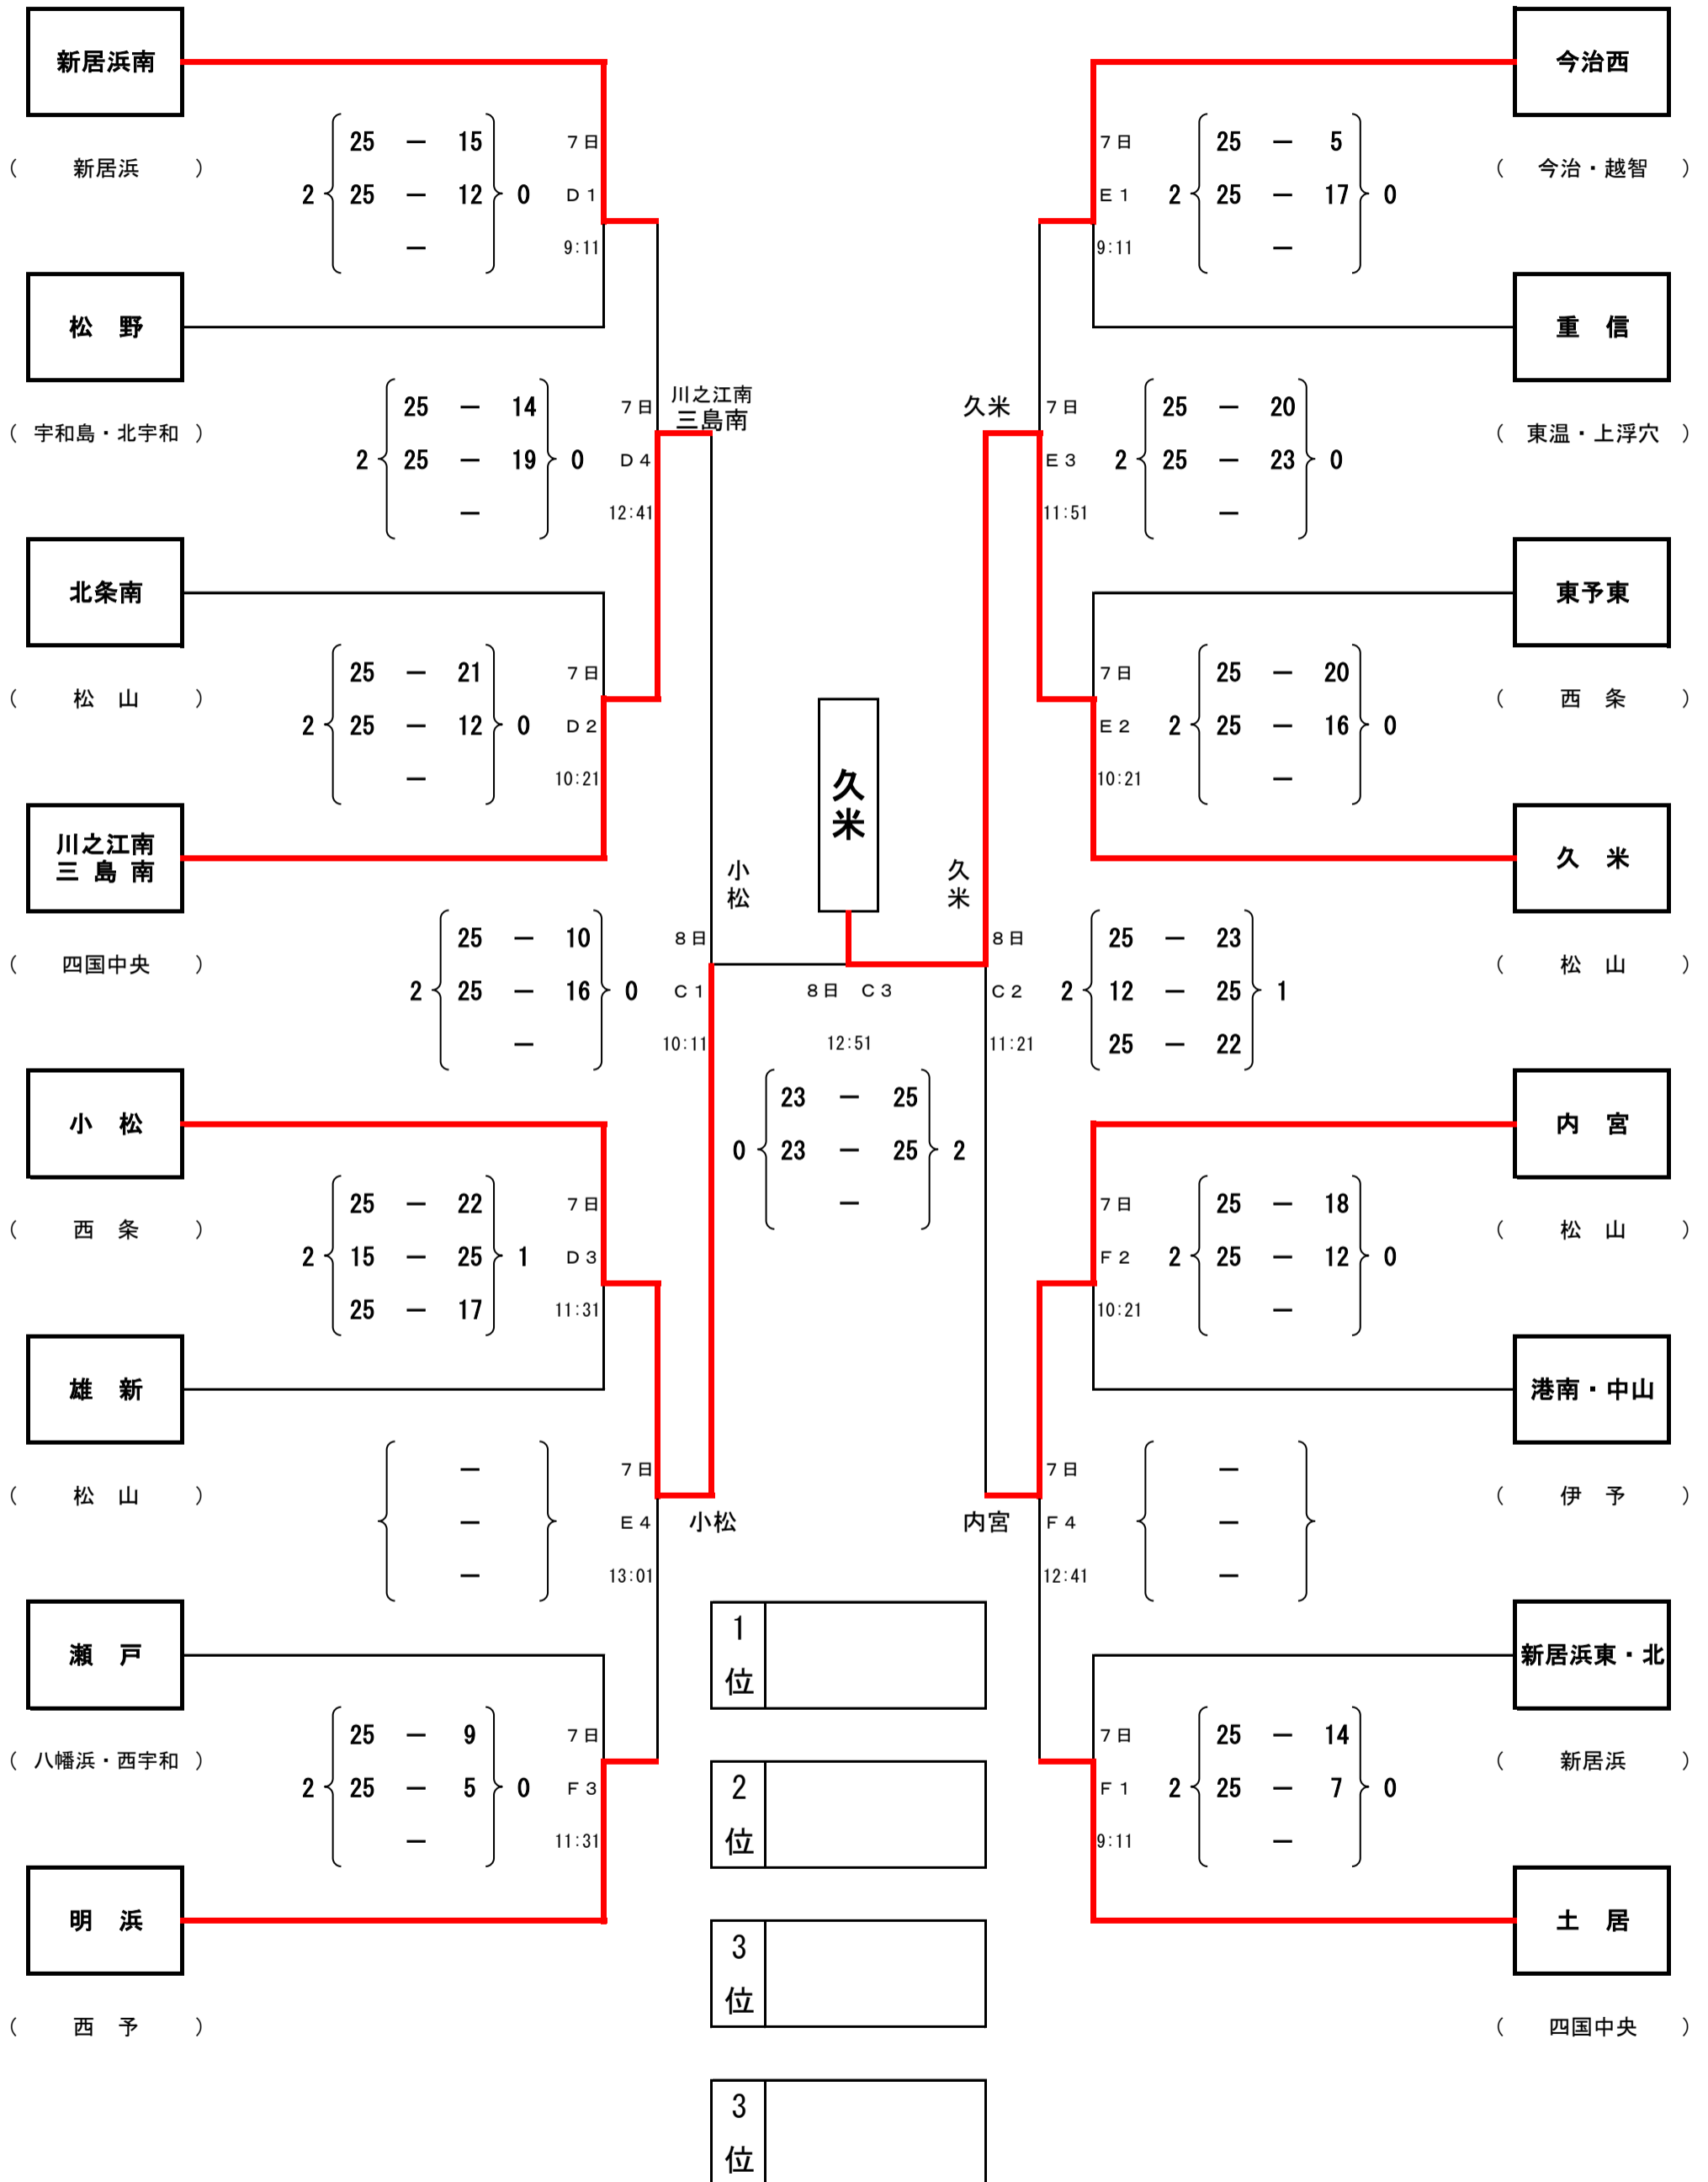 新居浜南
（ 新居浜 ）
2 25 － 15 0
25 － 12
－
7日
D1
9:11
松　野
（ 宇和島・北宇和 ）
2 25 － 14 0
25 － 19
－
7日
D4
12:41
川之江南
三島南
北条南
（ 松　山 ）
2 25 － 21 0
25 － 12
－
7日
D2
10:21
川之江南
三 島 南
（ 四国中央 ）
2 25 － 10 0
25 － 16
－
8日
C1
10:11
小松
小　松
（ 西　条 ）
2 25 － 22 1
15 － 25
25 － 17
7日
D3
11:31
雄　新
（ 松　山 ）
－
－
－
7日
E4
13:01
小松
瀬　戸
（ 八幡浜・西宇和 ）
2 25 － 9 0
25 － 5
－
7日
F3
11:31
明　浜
（ 西　予 ）
久米
8日　C3
12:51
0 23 － 25 2
23 － 25
－
今治西
（ 今治・越智 ）
7日
E1
9:11
2 25 － 5 0
25 － 17
－
重　信
（ 東温・上浮穴 ）
久米
7日
E3
11:51
2 25 － 20 0
25 － 23
－
東予東
（ 西　条 ）
7日
E2
10:21
2 25 － 20 0
25 － 16
－
久　米
（ 松　山 ）
久米
8日
C2
11:21
2 25 － 23 1
12 － 25
25 － 22
内　宮
（ 松　山 ）
7日
F2
10:21
2 25 － 18 0
25 － 12
－
港南・中山
（ 伊　予 ）
内宮
7日
F4
12:41
－
－
－
新居浜東・北
（ 新居浜 ）
7日
F1
9:11
2 25 － 14 0
25 － 7
－
土　居
（ 四国中央 ）
1位
2位
3位
3位